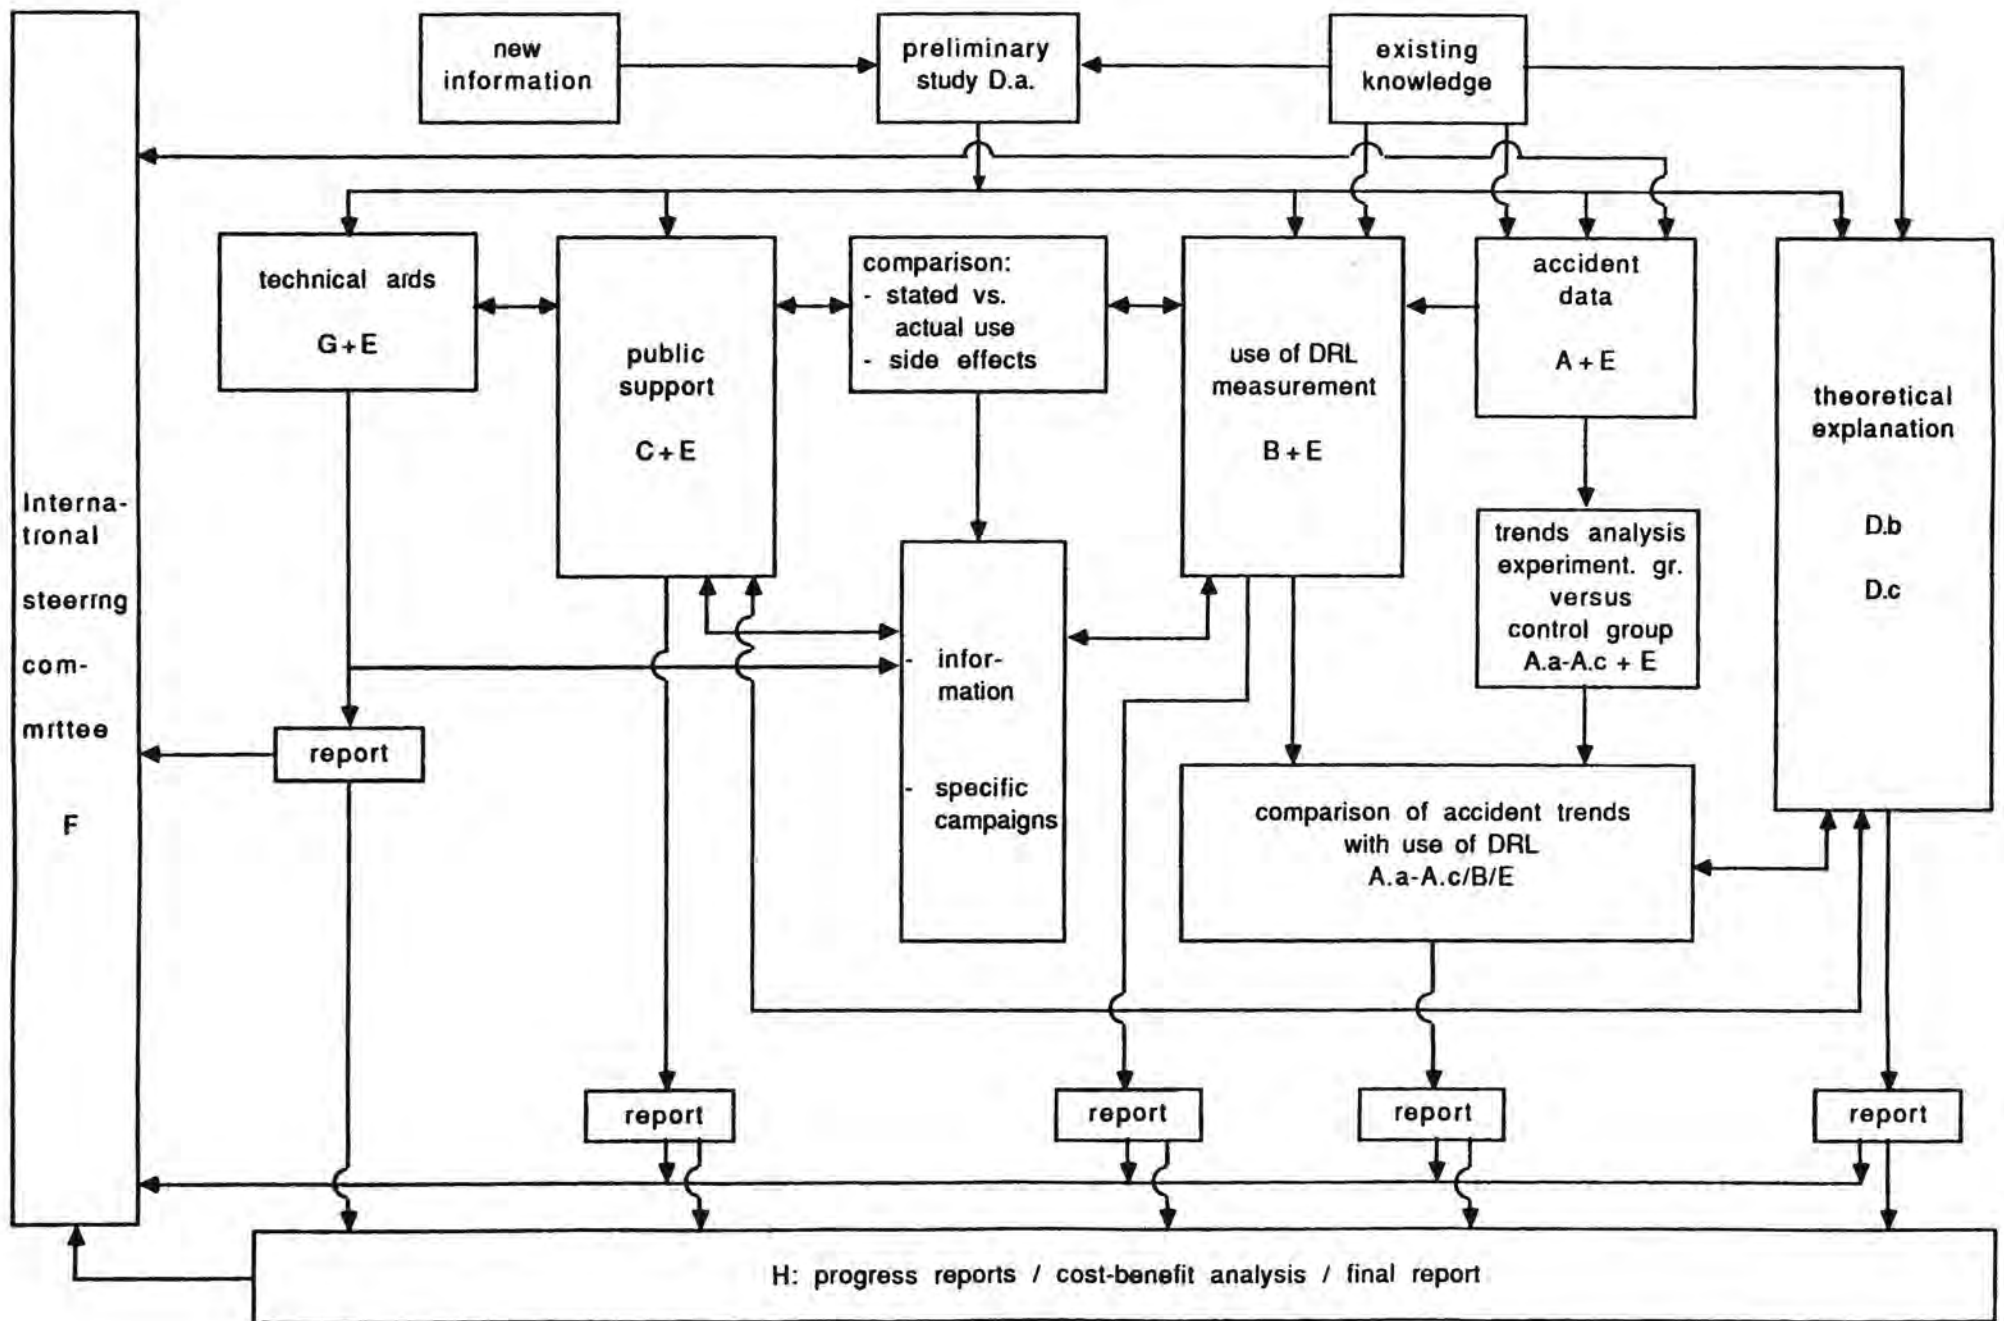 new
information
preliminary
study D.a.
existing
knowledge
technical aids
G+E
public
support
C+E
comparison:
- stated vs.
actual use
- side effects
use of DRL
measurement
B+E
accident
data
A+E
theoretical
explanation
D.b
D.c
trends analysis
experiment. gr.
versus
control group
A.a-A.c + E
Interna-
tronal
steering
com-
mrttee
F
- infor-
mation
- specific
campaigns
report
comparison of accident trends
with use of DRL
A.a-A.c/B/E
report
report
report
report
H: progress reports / cost-benefit analysis / final report